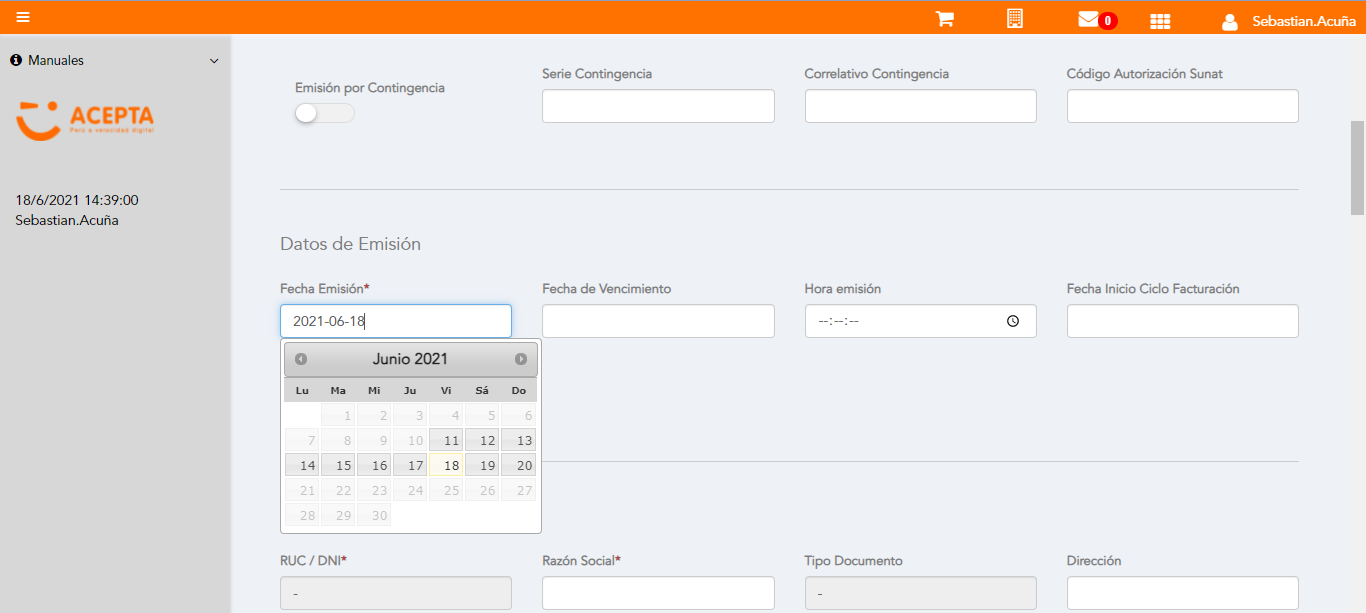 0
Sebastian.Acuña
Manuales
ACEPTA
Perú a velocidad digital
18/6/2021 14:39:00
Sebastian.Acuña
Emisión por Contingencia
Serie Contingencia
Correlativo Contingencia
Código Autorización Sunat
Datos de Emisión
Fecha Emisión*
Fecha de Vencimiento
Hora emisión
Fecha Inicio Ciclo Facturación
2021-06-18
--:--:--
Junio 2021
Lu Ma Mi Ju Vi Sá Do
1 2 3 4 5 6
7 8 9 10 11 12 13
14 15 16 17 18 19 20
21 22 23 24 25 26 27
28 29 30
RUC / DNI*
Razón Social*
Tipo Documento
Dirección
-
-